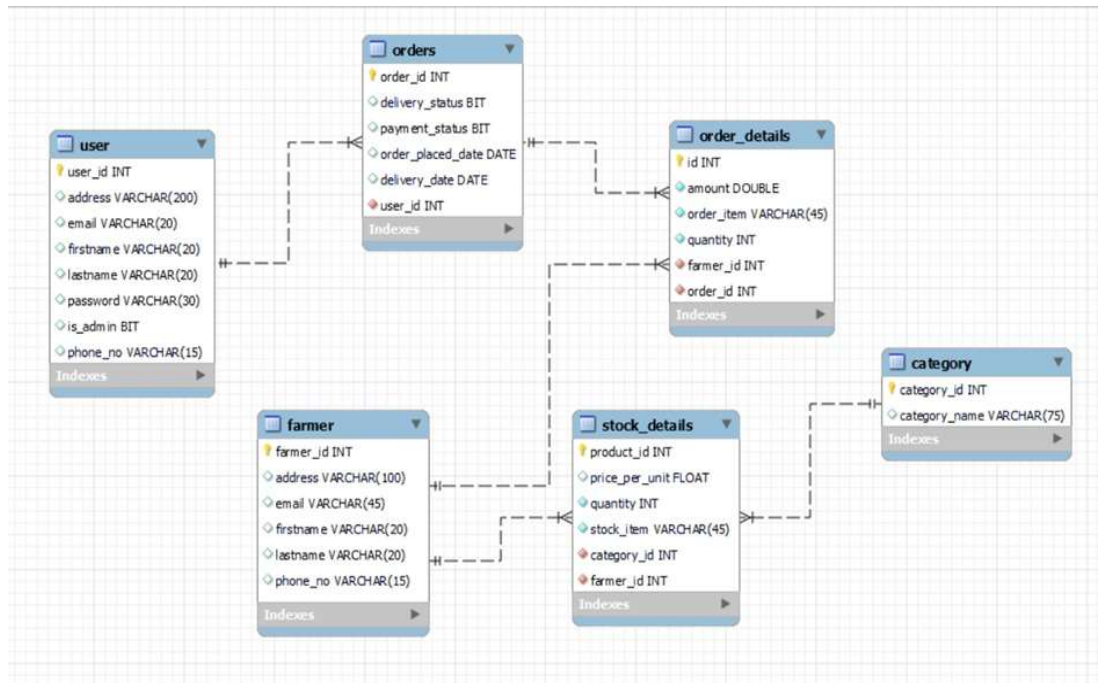 orders
order_id INT
delivery_status BIT
payment_status BIT
order_placed_date DATE
delivery_date DATE
user_id INT
Indexes
user
user_id INT
address VARCHAR(200)
email VARCHAR(20)
firstname VARCHAR(20)
lastname VARCHAR(20)
password VARCHAR(30)
is_admin BIT
phone_no VARCHAR(15)
Indexes
order_details
id INT
amount DOUBLE
order_item VARCHAR(45)
quantity INT
farmer_id INT
order_id INT
Indexes
category
category_id INT
category_name VARCHAR(75)
Indexes
farmer
farmer_id INT
address VARCHAR(100)
email VARCHAR(45)
firstname VARCHAR(20)
lastname VARCHAR(20)
phone_no VARCHAR(15)
Indexes
stock_details
product_id INT
price_per_unit FLOAT
quantity INT
stock_item VARCHAR(45)
category_id INT
farmer_id INT
Indexes